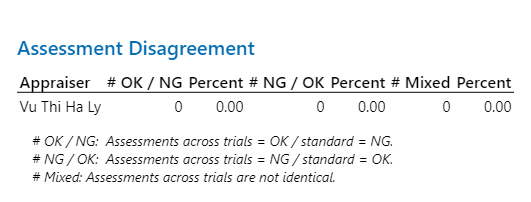 Assessment Disagreement
Appraiser # OK / NG Percent # NG / OK Percent # Mixed Percent
Vu Thi Ha Ly 0 0.00 0 0.00 0 0.00
# OK / NG: Assessments across trials = OK / standard = NG.
# NG / OK: Assessments across trials = NG / standard = OK.
# Mixed: Assessments across trials are not identical.